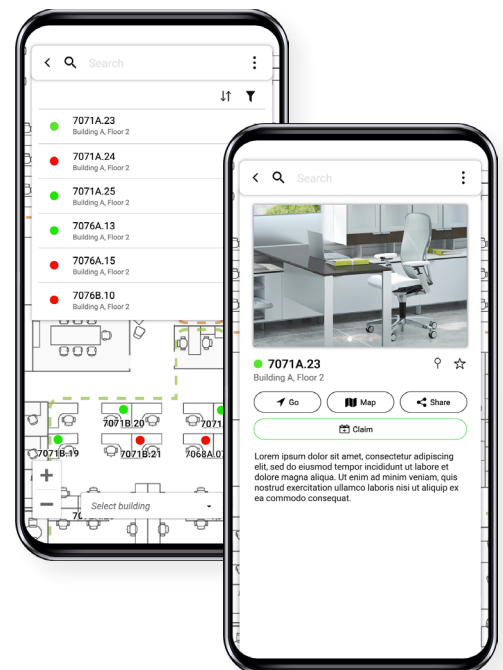 Search
7071A.23
Building A, Floor 2
7071A.24
Building A, Floor 2
7071A.25
Building A, Floor 2
7076A.13
Building A, Floor 2
7076A.15
Building A, Floor 2
7076B.10
Building A, Floor 2
7071B:20
7071B:19
7071B:21
Select building
Search
7071A.23
Building A, Floor 2
Go
Map
Share
Claim
Lorem ipsum dolor sit amet, consectetur adipiscing
elit, sed do eiusmod tempor incididunt ut labore et
dolore magna aliqua. Ut enim ad minim veniam, quis
nostrud exercitation ullamco laboris nisi ut aliquip ex
ea commodo consequat.